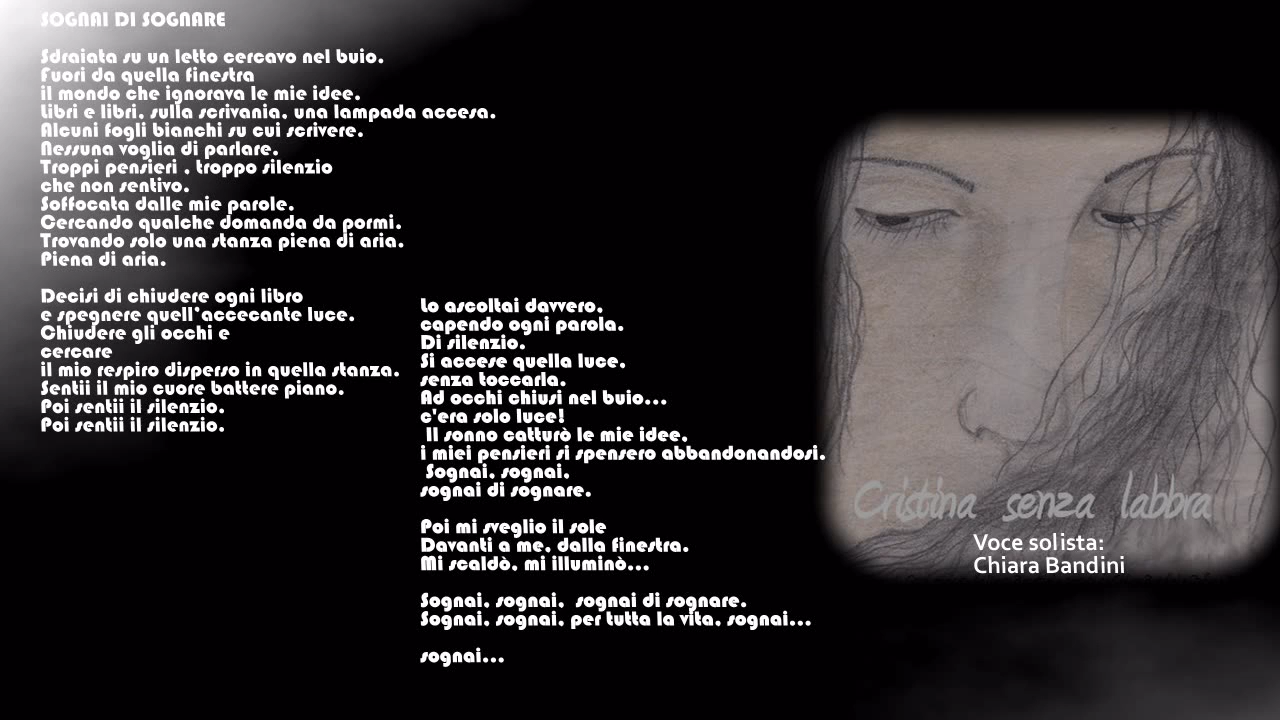 SOGNAI DI SOGNARE
Sdraiata su un letto cercavo nel buio.
Fuori da quella finestra
il mondo che ignorava le mie idee.
Libri e libri, sulla scrivania, una lampada accesa.
Alcuni fogli bianchi su cui scrivere.
Nessuna voglia di parlare.
Troppi pensieri , troppo silenzio
che non sentivo.
Soffocata dalle mie parole.
Cercando qualche domanda da pormi.
Trovando solo una stanza piena di aria.
Piena di aria.
Decisi di chiudere ogni libro
e spegnere quell'accecante luce.
Chiudere gli occhi e
cercare
il mio respiro disperso in quella stanza.
Sentii il mio cuore battere piano.
Poi sentii il silenzio.
Poi sentii il silenzio.
Lo ascoltai davvero,
capendo ogni parola.
Di silenzio.
Si accese quella luce,
senza toccarla.
Ad occhi chiusi nel buio...
c'era solo luce!
Il sonno catturò le mie idee,
i miei pensieri si spensero abbandonandosi.
Sognai, sognai,
sognai di sognare.
Poi mi sveglio il sole
Davanti a me, dalla finestra.
Mi scaldò, mi illuminò...
Sognai, sognai,  sognai di sognare.
Sognai, sognai, per tutta la vita, sognai...
sognai...
Cristina senza labbra
Voce solista:
Chiara Bandini